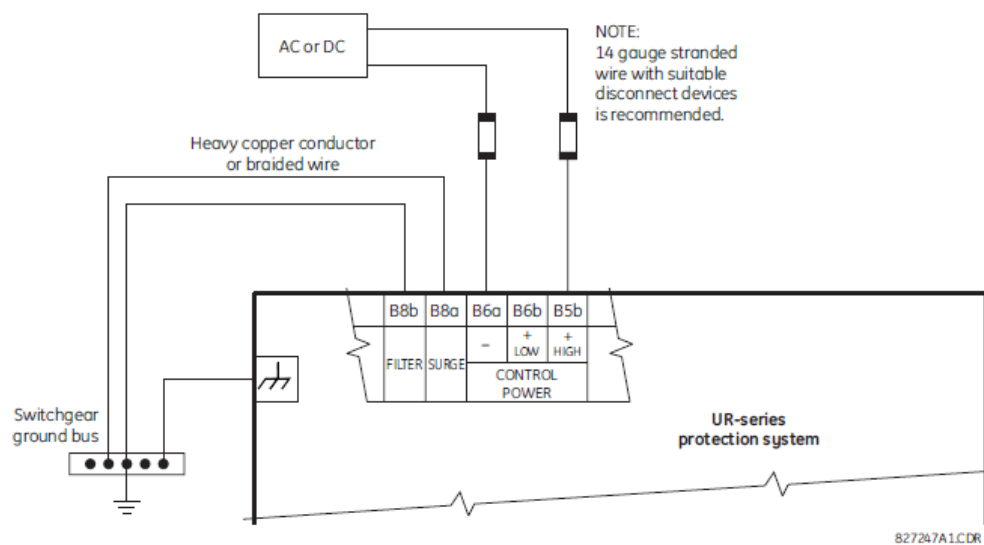 AC or DC
NOTE:
14 gauge stranded
wire with suitable
disconnect devices
is recommended.
Heavy copper conductor
or braided wire
B8b B8a B6a B6b B5b
FILTER SURGE – + LOW + HIGH
CONTROL
POWER
Switchgear
ground bus
UR-series
protection system
827247A1.CDR